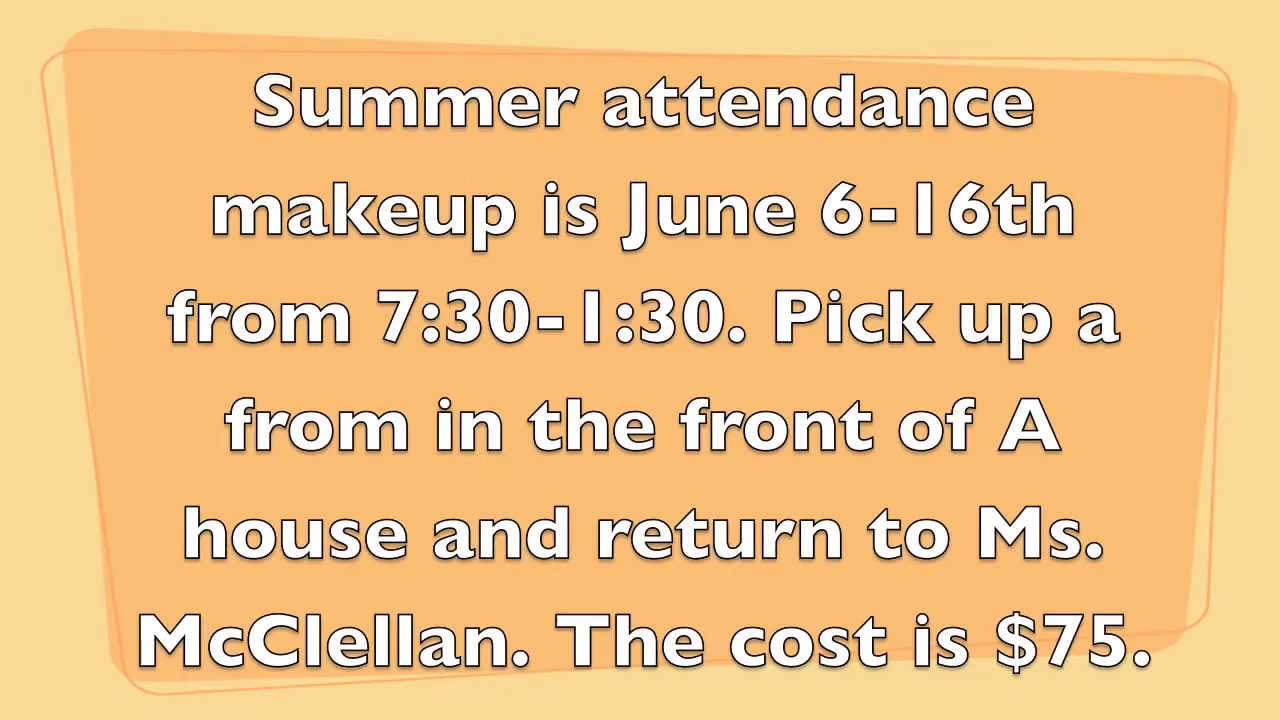 Summer attendance
makeup is June 6-16th
from 7:30-1:30. Pick up a
from in the front of A
house and return to Ms.
McClellan. The cost is $75.